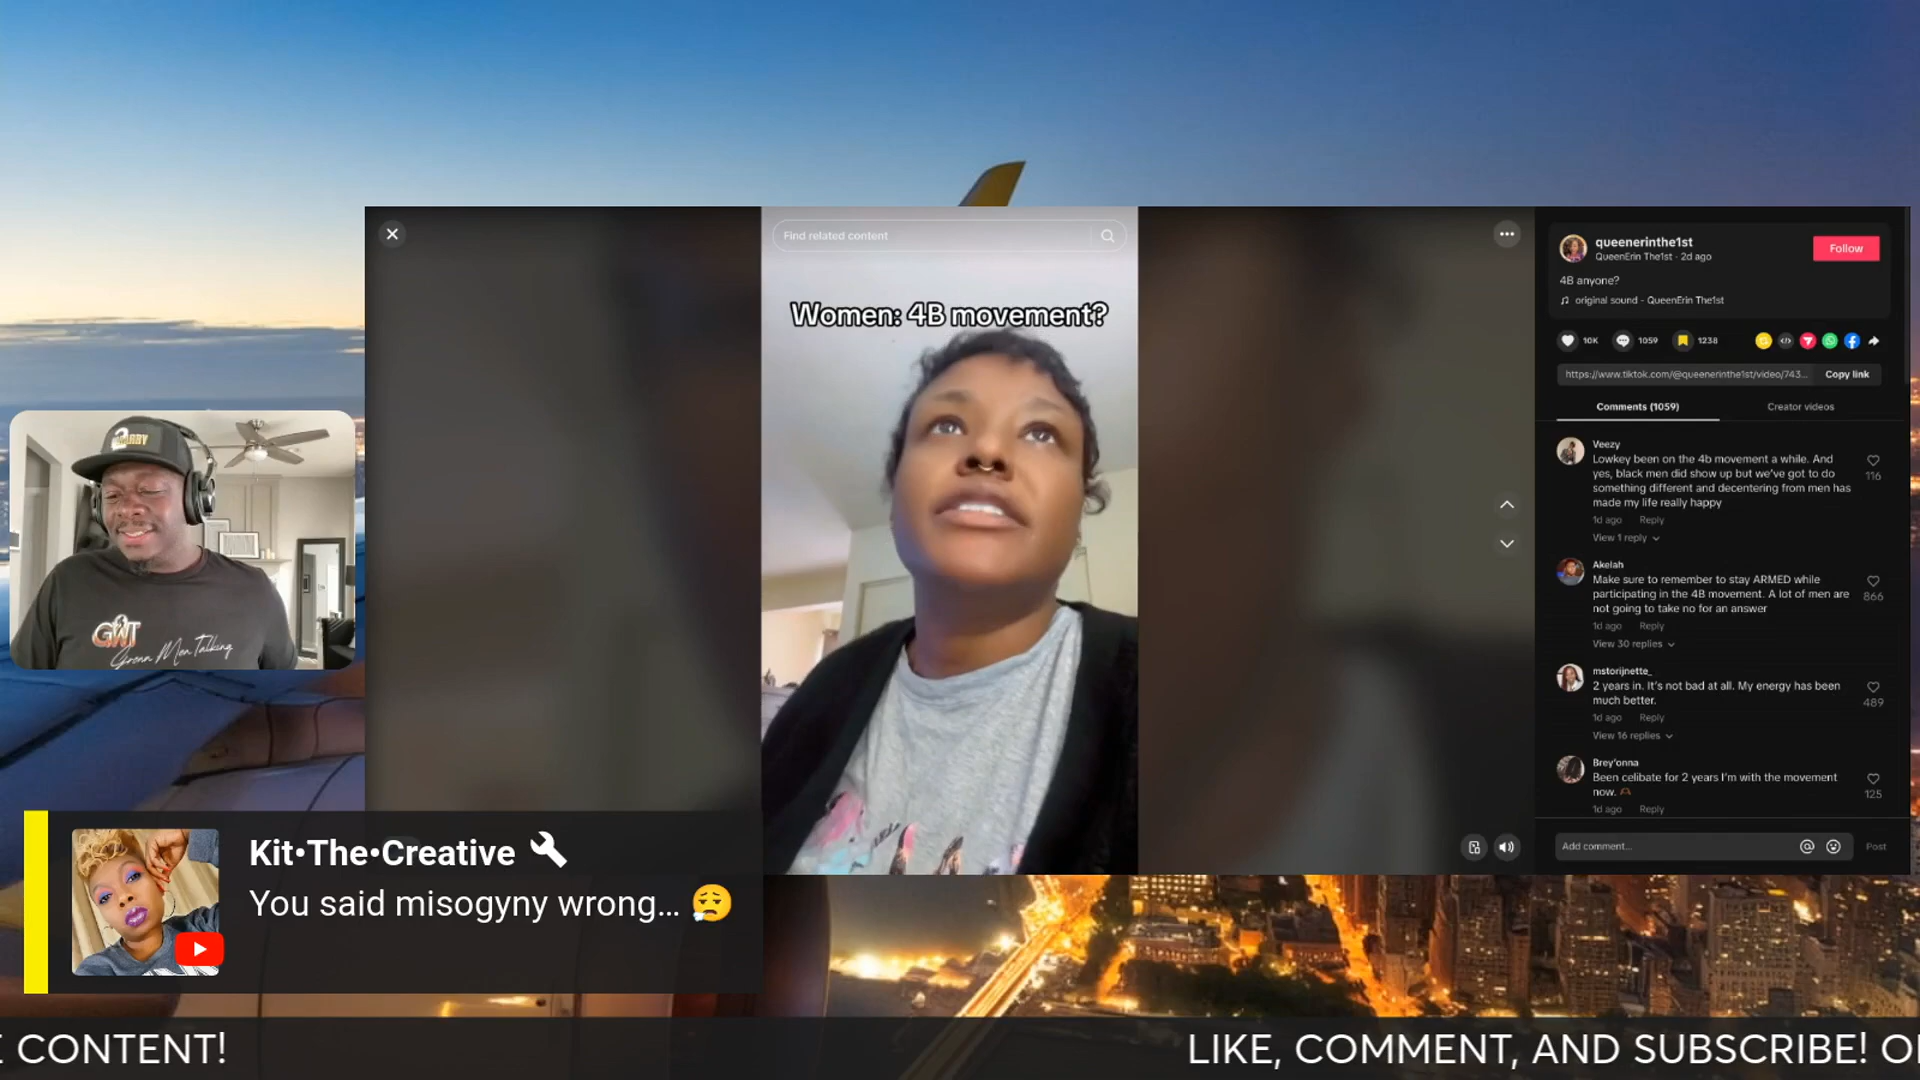 Find related content
Women: 4B movement?
queenerinthe1st
QueenErin The1st · 2d ago
Follow
4B anyone?
original sound - QueenErin The1st
10K
1059
1238
https://www.tiktok.com/@queenerinthe1st/video/743...
Copy link
Comments (1059)
Creator videos
Veezy
Lowkey been on the 4b movement a while. And
yes, black men did show up but we've got to do
something different and decentering from men has
made my life really happy
116
1d ago Reply
View 1 reply
Akelah
Make sure to remember to stay ARMED while
participating in the 4B movement. A lot of men are
not going to take no for an answer
866
1d ago Reply
View 30 replies
mstorijnette_
2 years in. It's not bad at all. My energy has been
much better.
489
1d ago Reply
View 16 replies
Brey'onna
Been celibate for 2 years I'm with the movement
now.
125
1d ago Reply
Add comment...
Post
GMT
Grown Men Talking
Kit•The•Creative
You said misogyny wrong... 😮‍💨
E CONTENT!
LIKE, COMMENT, AND SUBSCRIBE!